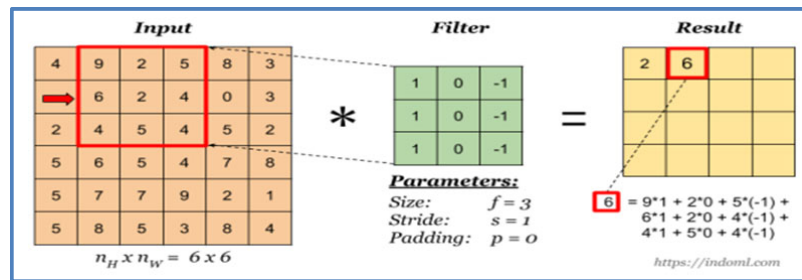 Input Filter Result
4 9 2 5 8 3
6 2 4 0 3
2 4 5 4 5 2
5 6 5 4 7 8
5 7 7 9 2 1
5 8 5 3 8 4
n_H x n_W = 6 x 6
*
1 0 -1
1 0 -1
1 0 -1
Parameters:
Size: f = 3
Stride: s = 1
Padding: p = 0
=
2 6
6 = 9*1 + 2*0 + 5*(-1) +
6*1 + 2*0 + 4*(-1) +
4*1 + 5*0 + 4*(-1)
https://indoml.com